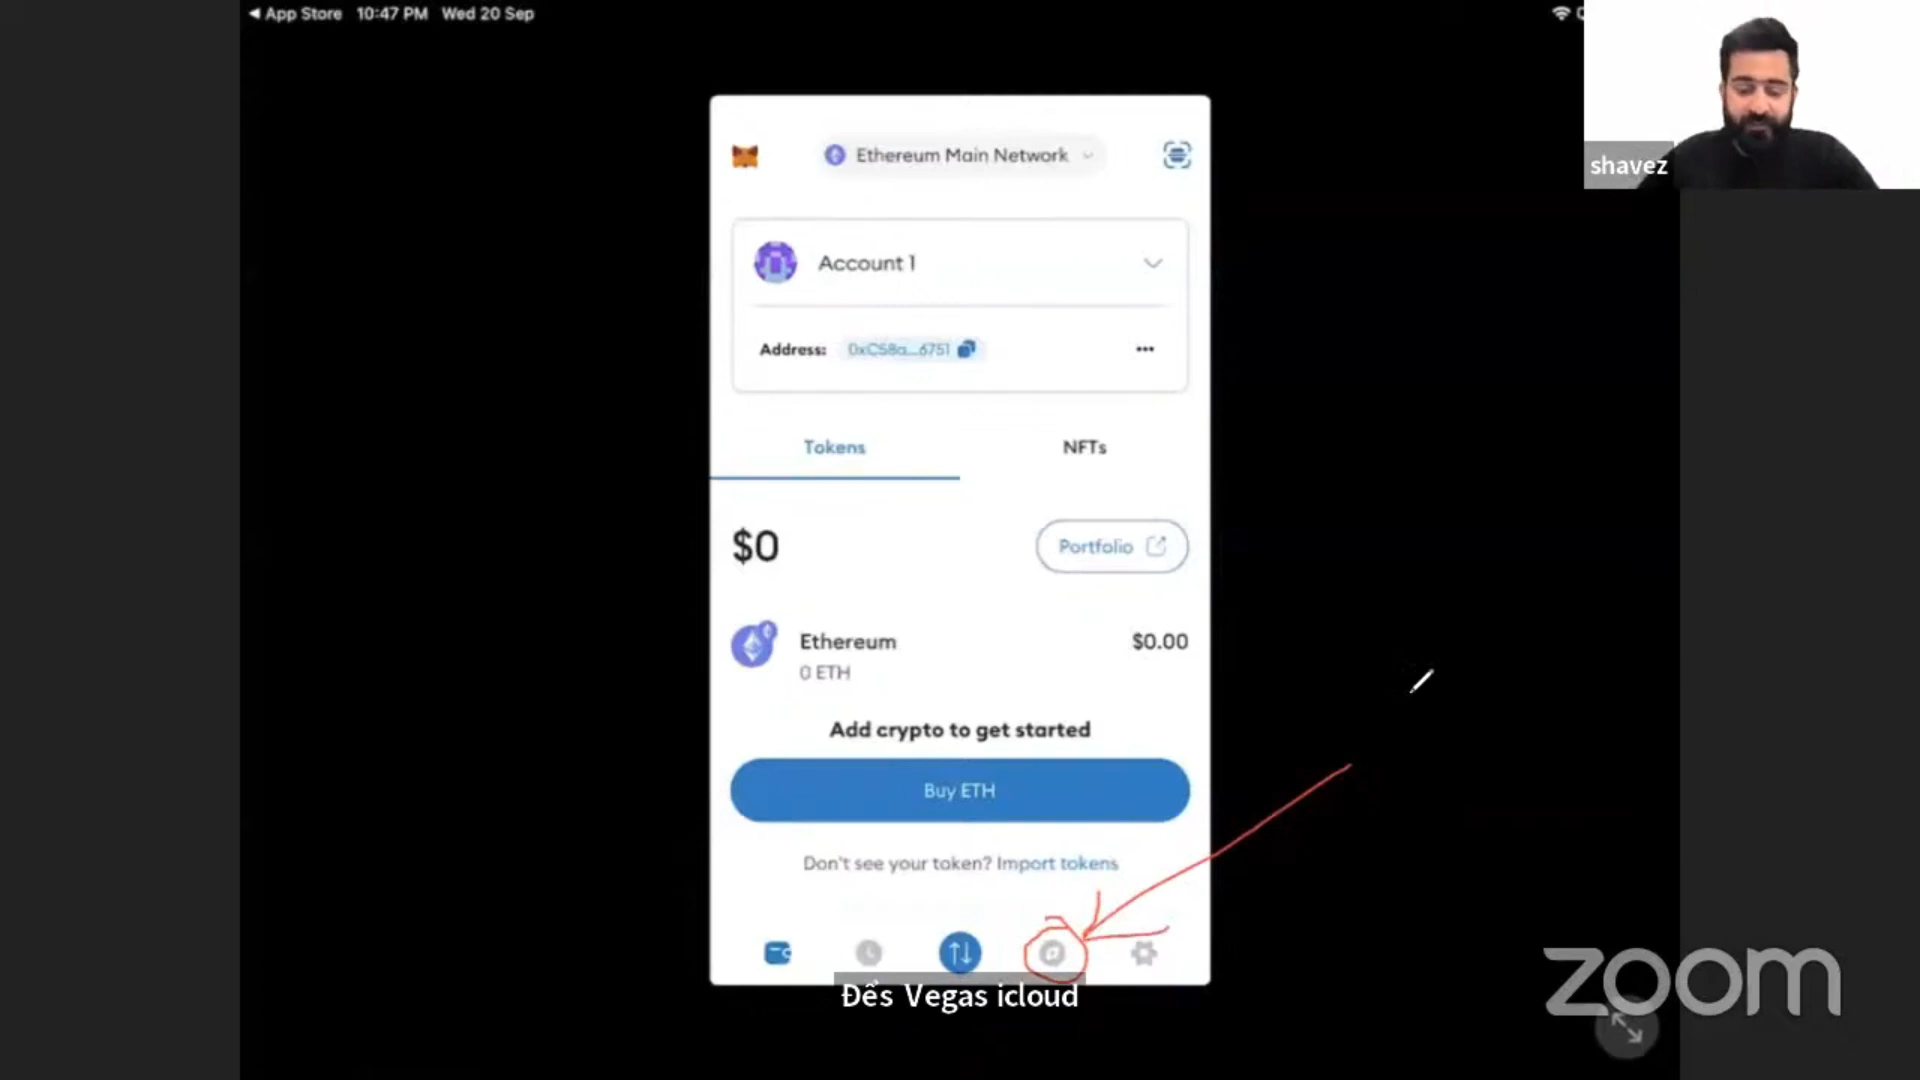 App Store 10:47 PM Wed 20 Sep
shavez
Ethereum Main Network
Account 1
Address: 0xC58a...6751
Tokens NFTs
$0 Portfolio
Ethereum $0.00
0 ETH
Add crypto to get started
Buy ETH
Don't see your token? Import tokens
Đểs Vegas icloud
zoom